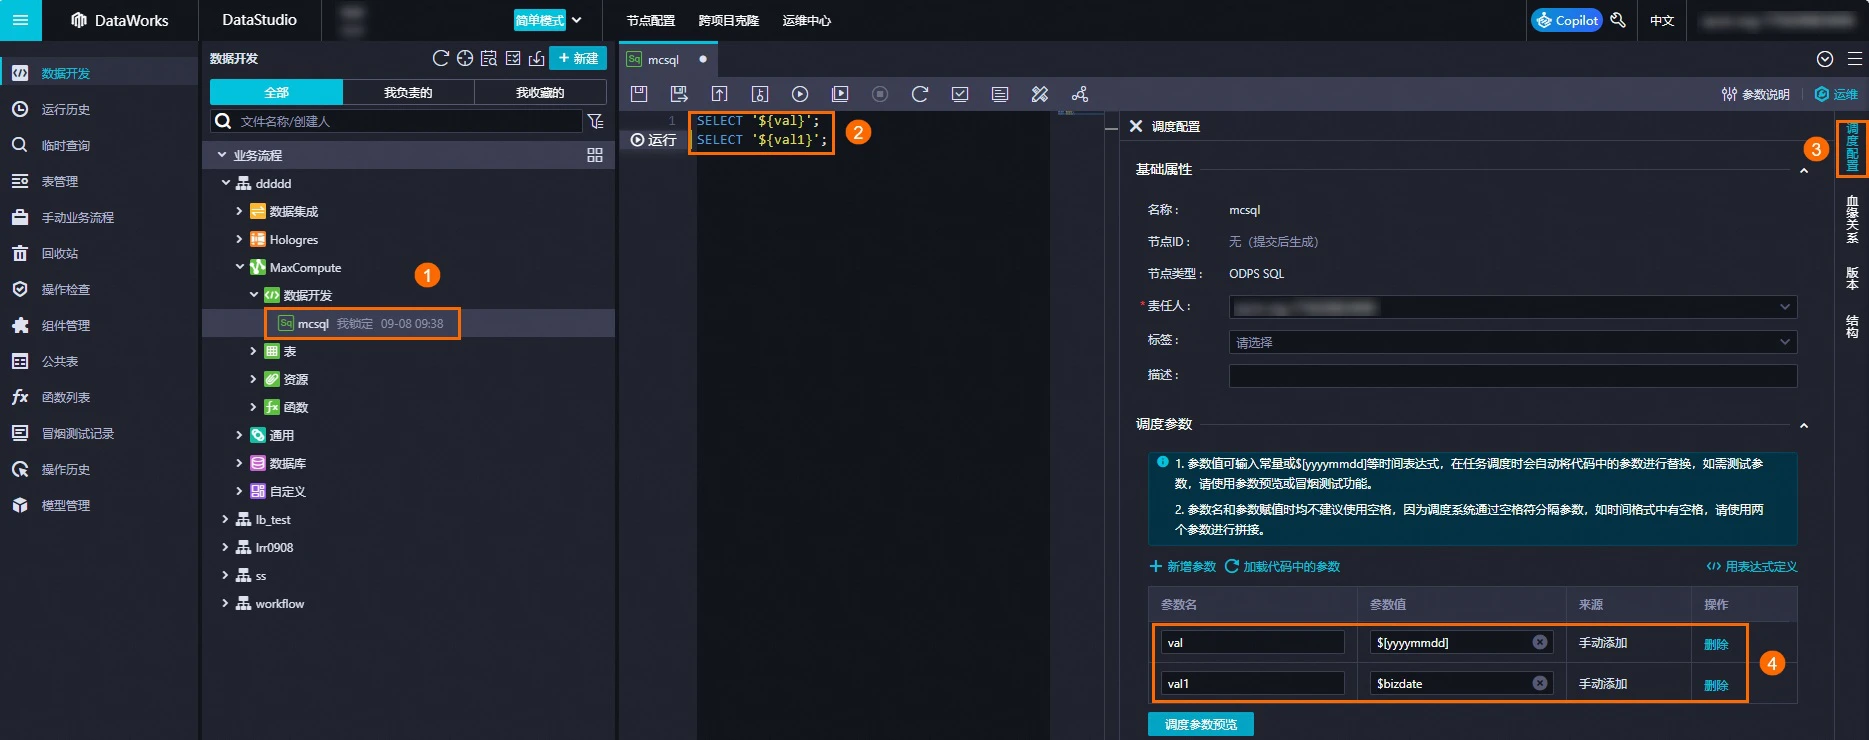 DataWorks
DataStudio
简单模式
节点配置
跨项目克隆
运维中心
Copilot
中文
数据开发
运行历史
临时查询
表管理
手动业务流程
回收站
操作检查
组件管理
公共表
函数列表
冒烟测试记录
操作历史
模型管理
数据开发
+ 新建
全部
我负责的
我收藏的
文件名称/创建人
业务流程
ddddd
数据集成
Hologres
MaxCompute
1
数据开发
Sq mcsql 我锁定 09-08 09:38
表
资源
函数
通用
数据库
自定义
lb_test
lrr0908
ss
workflow
Sq mcsql
参数说明
运维
运行
1 SELECT '${val}';
SELECT '${val1}';
2
调度配置
基础属性
名称： mcsql
节点ID： 无（提交后生成）
节点类型： ODPS SQL
* 责任人：
标签： 请选择
描述：
调度参数
1. 参数值可输入常量或$[yyyymmdd]等时间表达式，在任务调度时会自动将代码中的参数进行替换，如需测试参
数，请使用参数预览或冒烟测试功能。
2. 参数名和参数赋值时均不建议使用空格，因为调度系统通过空格符分隔参数，如时间格式中有空格，请使用两
个参数进行拼接。
+ 新增参数 加载代码中的参数 </> 用表达式定义
参数名 参数值 来源 操作
val $[yyyymmdd] 手动添加 删除
val1 $bizdate 手动添加 删除
4
调度参数预览
3
调度配置
血缘关系
版本
结构